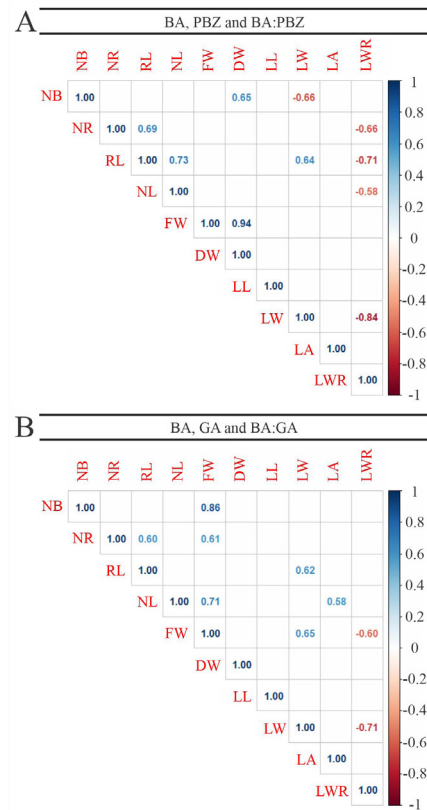 A
BA, PBZ and BA:PBZ
NB NR RL NL FW DW LL LW LA LWR
NB 1.00 0.65 -0.66
NR 1.00 0.69 -0.66
RL 1.00 0.73 0.64 -0.71
NL 1.00 -0.58
FW 1.00 0.94
DW 1.00
LL 1.00
LW 1.00 -0.84
LA 1.00
LWR 1.00
1
0.8
0.6
0.4
0.2
0
-0.2
-0.4
-0.6
-0.8
-1
B
BA, GA and BA:GA
NB NR RL NL FW DW LL LW LA LWR
NB 1.00 0.86
NR 1.00 0.60 0.61
RL 1.00 0.62
NL 1.00 0.71 0.58
FW 1.00 0.65 -0.60
DW 1.00
LL 1.00
LW 1.00 -0.71
LA 1.00
LWR 1.00
1
0.8
0.6
0.4
0.2
0
-0.2
-0.4
-0.6
-0.8
-1